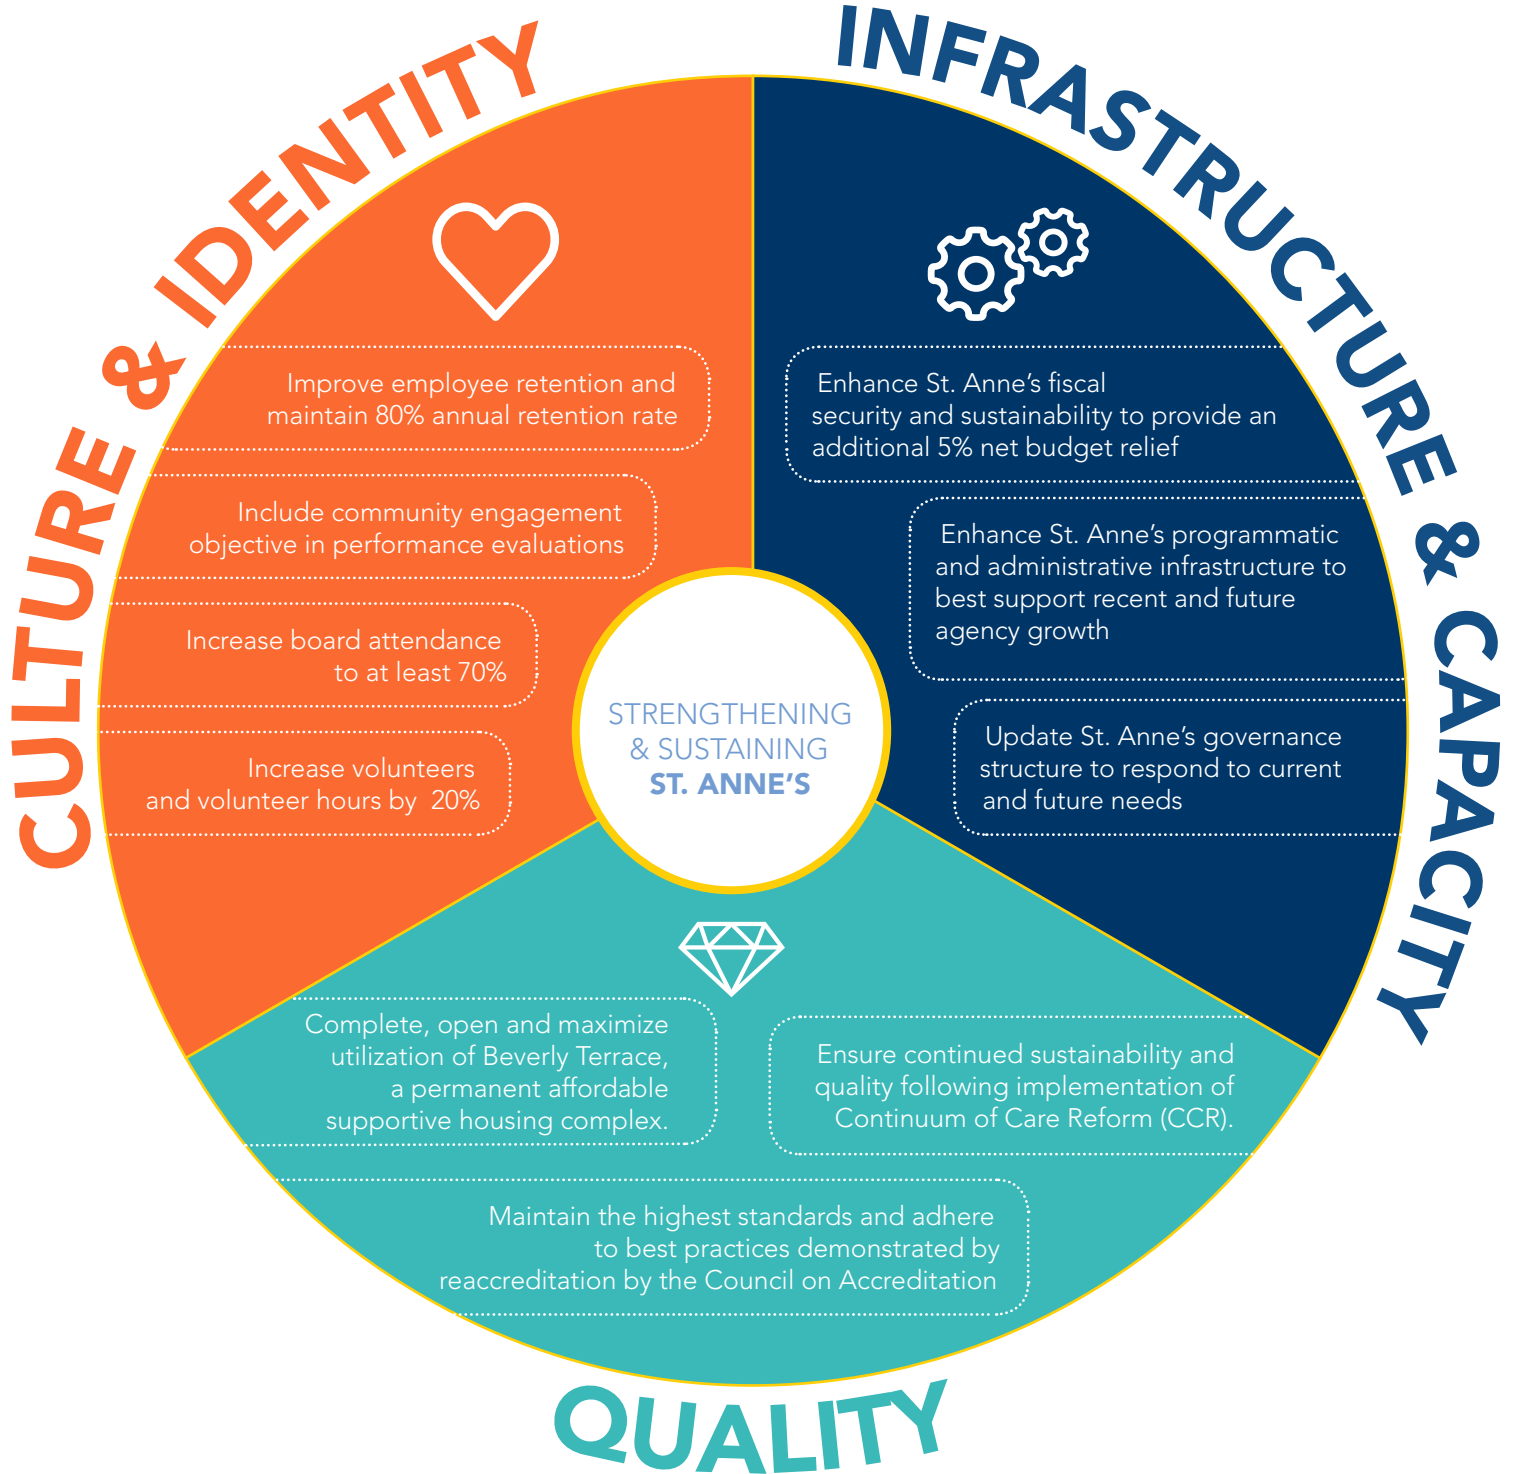 CULTURE & IDENTITY
Improve employee retention and
maintain 80% annual retention rate
Include community engagement
objective in performance evaluations
Increase board attendance
to at least 70%
Increase volunteers
and volunteer hours by 20%
INFRASTRUCTURE & CAPACITY
Enhance St. Anne’s fiscal
security and sustainability to provide an
additional 5% net budget relief
Enhance St. Anne’s programmatic
and administrative infrastructure to
best support recent and future
agency growth
Update St. Anne’s governance
structure to respond to current
and future needs
STRENGTHENING
& SUSTAINING
ST. ANNE’S
Complete, open and maximize
utilization of Beverly Terrace,
a permanent affordable
supportive housing complex.
Ensure continued sustainability and
quality following implementation of
Continuum of Care Reform (CCR).
Maintain the highest standards and adhere
to best practices demonstrated by
reaccreditation by the Council on Accreditation
QUALITY